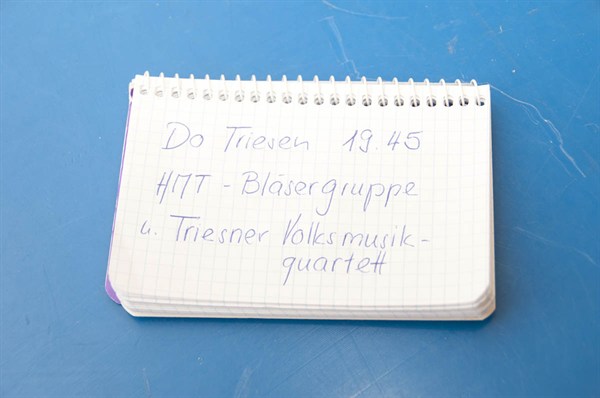 Do Triesen 19.45
HMT - Bläsergruppe
u. Triesner Volksmusik-
quartett